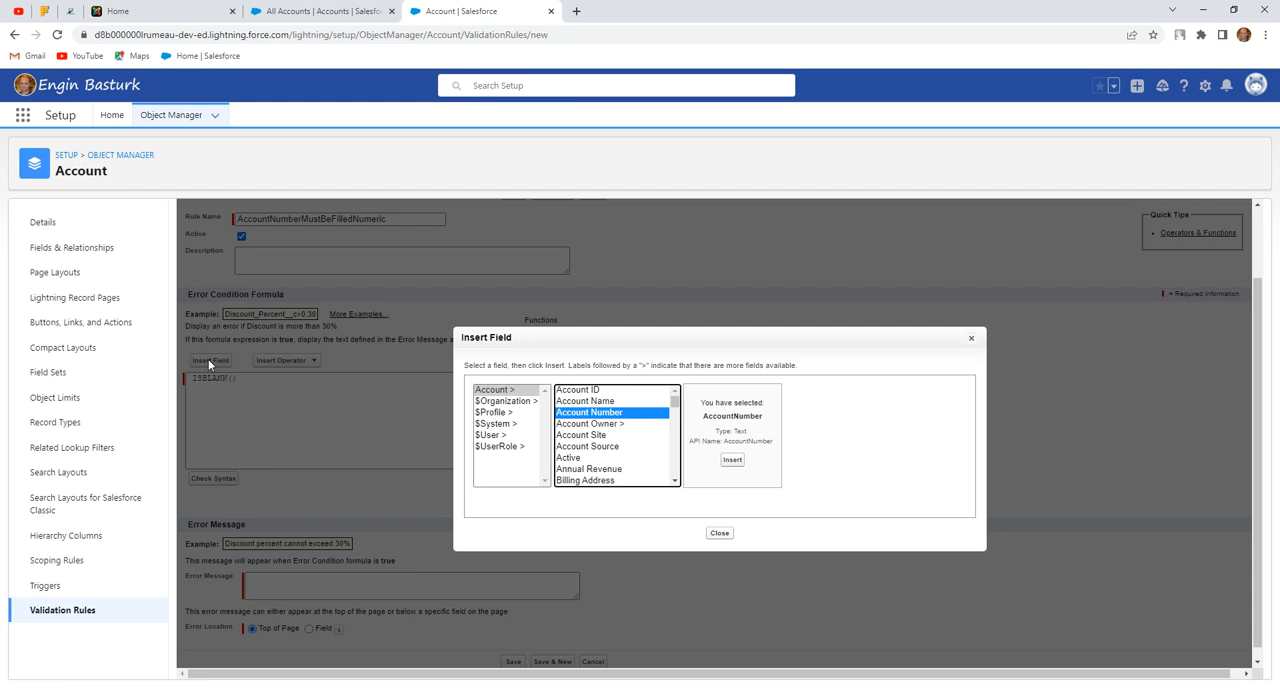 Home
All Accounts | Accounts | Salesfo
Account | Salesforce
d8b000000lrumeau-dev-ed.lightning.force.com/lightning/setup/ObjectManager/Account/ValidationRules/new
Gmail YouTube Maps Home | Salesforce
Engin Basturk
Search Setup
Setup Home Object Manager
SETUP > OBJECT MANAGER
Account
Details
Fields & Relationships
Page Layouts
Lightning Record Pages
Buttons, Links, and Actions
Compact Layouts
Field Sets
Object Limits
Record Types
Related Lookup Filters
Search Layouts
Search Layouts for Salesforce
Classic
Hierarchy Columns
Scoping Rules
Triggers
Validation Rules
Rule Name AccountNumberMustBeFilledNumeric
Active
Description
Quick Tips
• Operators & Functions
Error Condition Formula
= Required Information
Example: Discount_Percent__c>0.30 More Examples...
Display an error if Discount is more than 30%
If this formula expression is true, display the text defined in the Error Message a
Functions
Insert Field Insert Operator
ISBLANK()
Check Syntax
Insert Field
×
Select a field, then click Insert. Labels followed by a ">" indicate that there are more fields available.
Account >
$Organization >
$Profile >
$System >
$User >
$UserRole >
Account ID
Account Name
Account Number
Account Owner >
Account Site
Account Source
Active
Annual Revenue
Billing Address
You have selected:
AccountNumber
Type: Text
API Name: AccountNumber
Insert
Close
Error Message
Example: Discount percent cannot exceed 30%
This message will appear when Error Condition formula is true
Error Message
This error message can either appear at the top of the page or below a specific field on the page
Error Location Top of Page Field i
Save Save & New Cancel